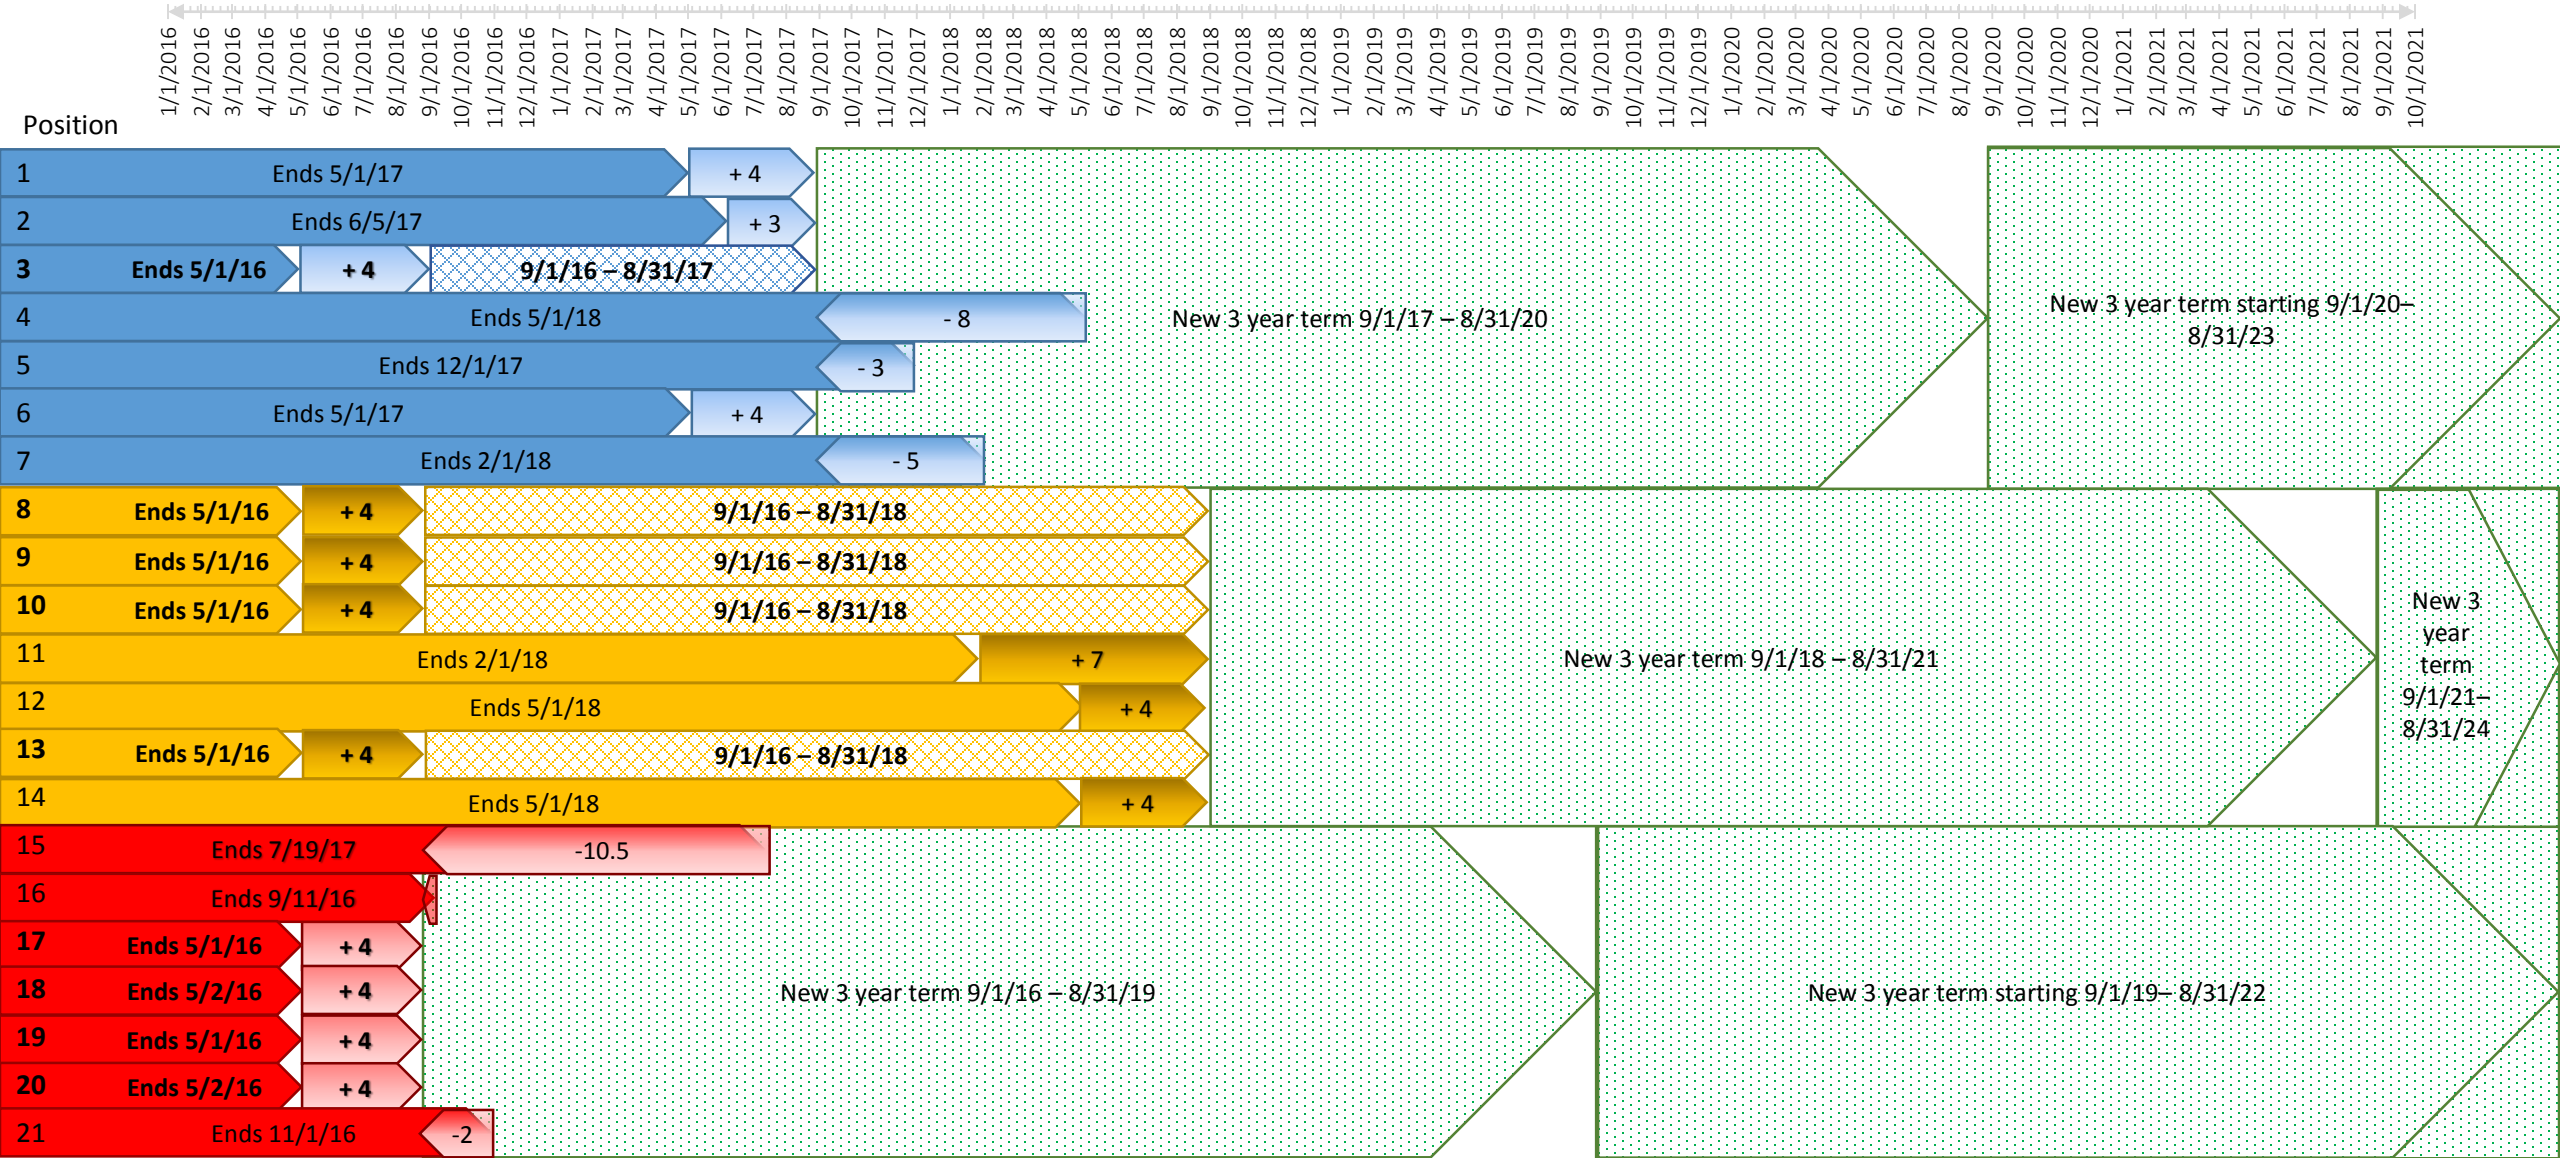 1/1/2016 2/1/2016 3/1/2016 4/1/2016 5/1/2016 6/1/2016 7/1/2016 8/1/2016 9/1/2016 10/1/2016 11/1/2016 12/1/2016 1/1/2017 2/1/2017 3/1/2017 4/1/2017 5/1/2017 6/1/2017 7/1/2017 8/1/2017 9/1/2017 10/1/2017 11/1/2017 12/1/2017 1/1/2018 2/1/2018 3/1/2018 4/1/2018 5/1/2018 6/1/2018 7/1/2018 8/1/2018 9/1/2018 10/1/2018 11/1/2018 12/1/2018 1/1/2019 2/1/2019 3/1/2019 4/1/2019 5/1/2019 6/1/2019 7/1/2019 8/1/2019 9/1/2019 10/1/2019 11/1/2019 12/1/2019 1/1/2020 2/1/2020 3/1/2020 4/1/2020 5/1/2020 6/1/2020 7/1/2020 8/1/2020 9/1/2020 10/1/2020 11/1/2020 12/1/2020 1/1/2021 2/1/2021 3/1/2021 4/1/2021 5/1/2021 6/1/2021 7/1/2021 8/1/2021 9/1/2021 10/1/2021
Position
1 Ends 5/1/17 + 4
2 Ends 6/5/17 + 3
3 Ends 5/1/16 + 4 9/1/16 – 8/31/17
4 Ends 5/1/18 - 8
5 Ends 12/1/17 - 3
6 Ends 5/1/17 + 4
7 Ends 2/1/18 - 5
New 3 year term 9/1/17 – 8/31/20
New 3 year term starting 9/1/20–
8/31/23
8 Ends 5/1/16 + 4 9/1/16 – 8/31/18
9 Ends 5/1/16 + 4 9/1/16 – 8/31/18
10 Ends 5/1/16 + 4 9/1/16 – 8/31/18
11 Ends 2/1/18 + 7
12 Ends 5/1/18 + 4
13 Ends 5/1/16 + 4 9/1/16 – 8/31/18
14 Ends 5/1/18 + 4
New 3 year term 9/1/18 – 8/31/21
New 3
year
term
9/1/21–
8/31/24
15 Ends 7/19/17 -10.5
16 Ends 9/11/16
17 Ends 5/1/16 + 4
18 Ends 5/2/16 + 4
19 Ends 5/1/16 + 4
20 Ends 5/2/16 + 4
21 Ends 11/1/16 -2
New 3 year term 9/1/16 – 8/31/19
New 3 year term starting 9/1/19– 8/31/22